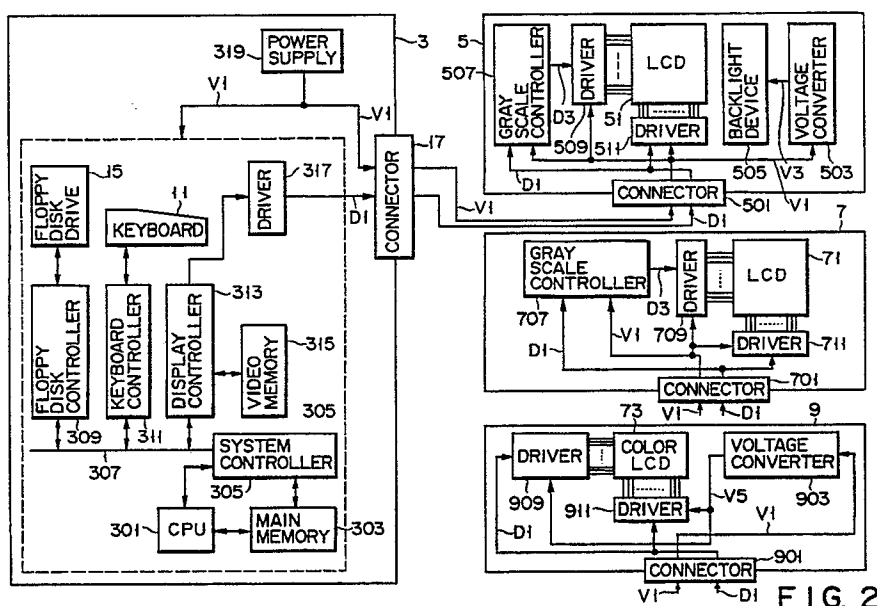 319
POWER
SUPPLY
3
V1
V1
15
FLOPPY
DISK
DRIVE
11
KEYBOARD
317
DRIVER
D1
17
CONNECTOR
FLOPPY
DISK
CONTROLLER
309
KEYBOARD
CONTROLLER
311
313
DISPLAY
CONTROLLER
315
VIDEO
MEMORY
305
307
SYSTEM
CONTROLLER
305
301
CPU
MAIN
MEMORY
303
5
507
GRAY
SCALE
CONTROLLER
D3
DRIVER
509
LCD
51
DRIVER
511
BACKLIGHT
DEVICE
505
VOLTAGE
CONVERTER
503
V3
V1
D1
CONNECTOR
501
V1
D1
7
GRAY
SCALE
CONTROLLER
707
D3
DRIVER
709
LCD
71
DRIVER
711
D1
V1
CONNECTOR
701
V1
D1
9
73
DRIVER
909
COLOR
LCD
911
DRIVER
VOLTAGE
CONVERTER
903
V5
V1
D1
CONNECTOR
901
V1
D1
FIG. 2